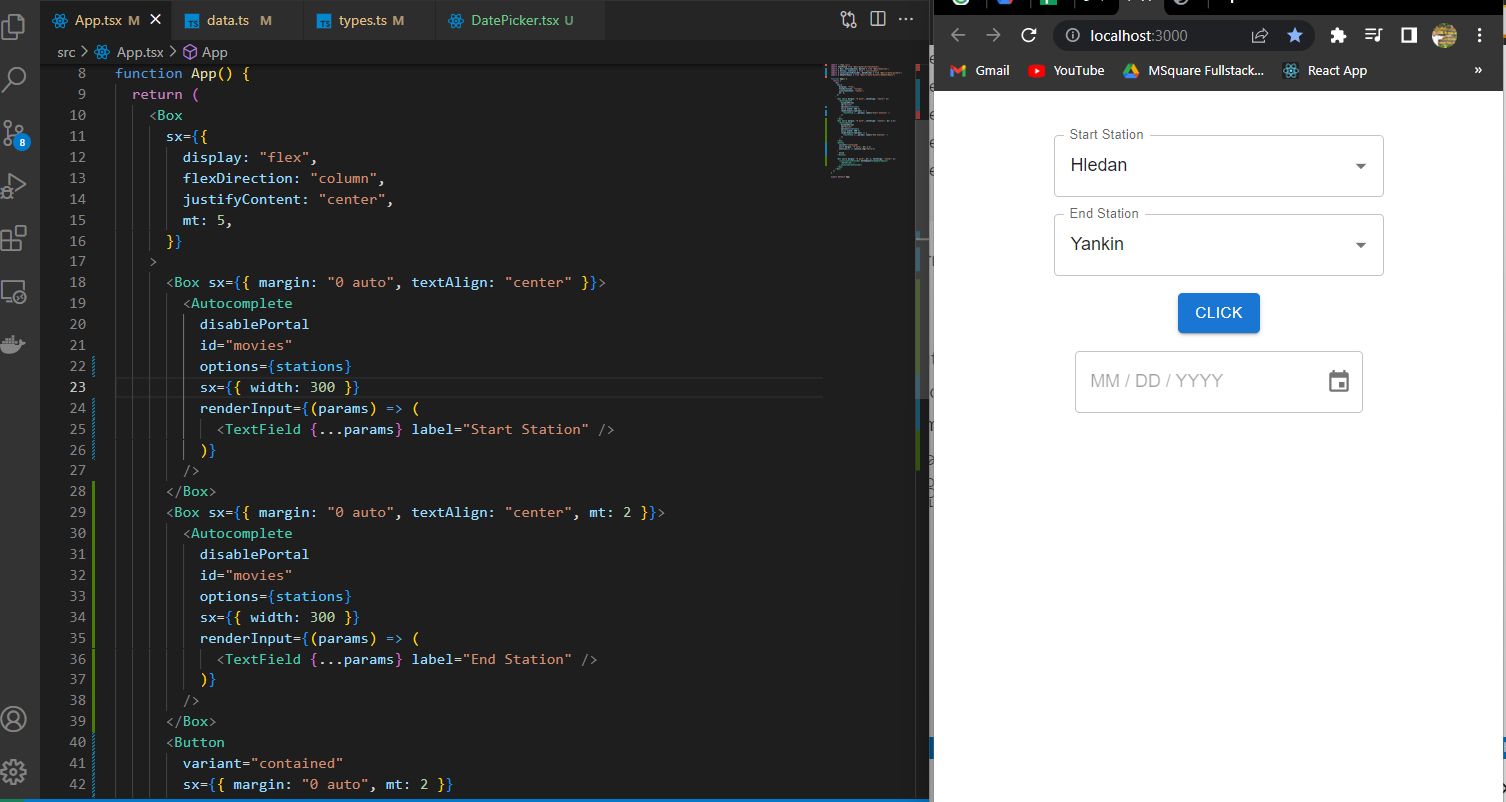 App.tsx M
data.ts M
types.ts M
DatePicker.tsx U
src > App.tsx > App
8 function App() {
9 return (
10 <Box
11 sx={{
12 display: "flex",
13 flexDirection: "column",
14 justifyContent: "center",
15 mt: 5,
16 }}
17 >
18 <Box sx={{ margin: "0 auto", textAlign: "center" }}>
19 <Autocomplete
20 disablePortal
21 id="movies"
22 options={stations}
23 sx={{ width: 300 }}
24 renderInput={(params) => (
25 <TextField {...params} label="Start Station" />
26 )}
27 />
28 </Box>
29 <Box sx={{ margin: "0 auto", textAlign: "center", mt: 2 }}>
30 <Autocomplete
31 disablePortal
32 id="movies"
33 options={stations}
34 sx={{ width: 300 }}
35 renderInput={(params) => (
36 <TextField {...params} label="End Station" />
37 )}
38 />
39 </Box>
40 <Button
41 variant="contained"
42 sx={{ margin: "0 auto", mt: 2 }}
8
localhost:3000
Gmail
YouTube
MSquare Fullstack...
React App
»
Start Station
Hledan
End Station
Yankin
CLICK
MM / DD / YYYY